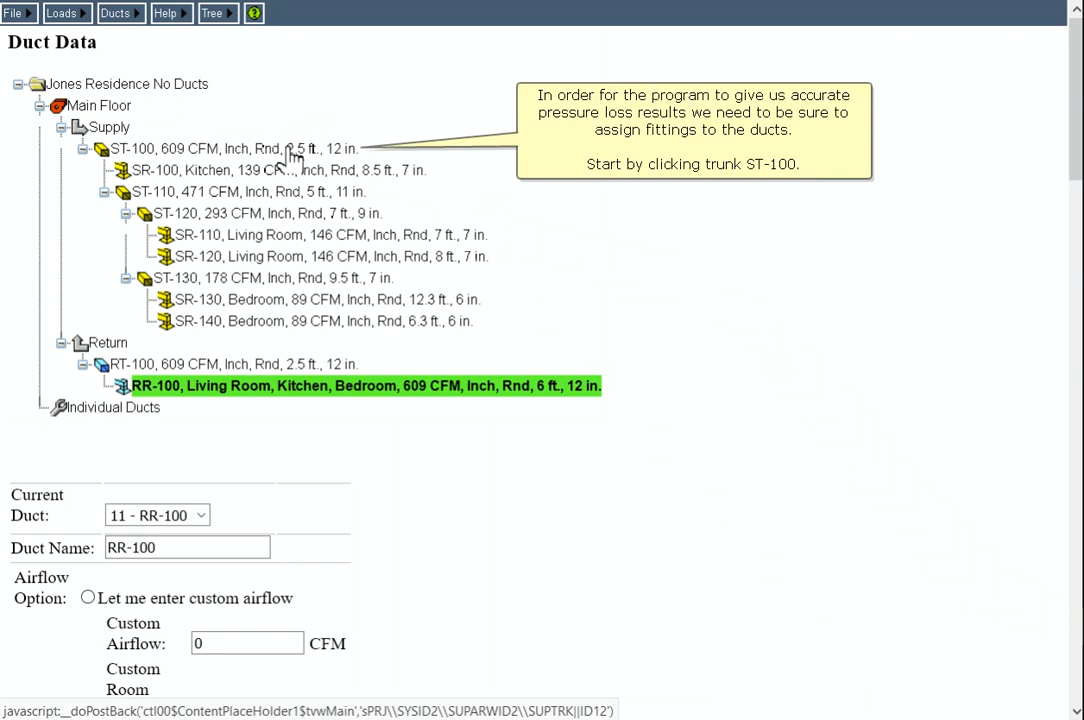 File Loads Ducts Help Tree ?
Duct Data
Jones Residence No Ducts
Main Floor
Supply
ST-100, 609 CFM, Inch, Rnd, 2.5 ft., 12 in.
SR-100, Kitchen, 139 CF.., Inch, Rnd, 8.5 ft., 7 in.
ST-110, 471 CFM, Inch, Rnd, 5 ft., 11 in.
ST-120, 293 CFM, Inch, Rnd, 7 ft., 9 in.
SR-110, Living Room, 146 CFM, Inch, Rnd, 7 ft., 7 in.
SR-120, Living Room, 146 CFM, Inch, Rnd, 8 ft., 7 in.
ST-130, 178 CFM, Inch, Rnd, 9.5 ft., 7 in.
SR-130, Bedroom, 89 CFM, Inch, Rnd, 12.3 ft., 6 in.
SR-140, Bedroom, 89 CFM, Inch, Rnd, 6.3 ft., 6 in.
Return
RT-100, 609 CFM, Inch, Rnd, 2.5 ft., 12 in.
RR-100, Living Room, Kitchen, Bedroom, 609 CFM, Inch, Rnd, 6 ft., 12 in.
Individual Ducts
In order for the program to give us accurate
pressure loss results we need to be sure to
assign fittings to the ducts.
Start by clicking trunk ST-100.
Current
Duct: 11 - RR-100
Duct Name: RR-100
Airflow
Option: Let me enter custom airflow
Custom
Airflow: 0 CFM
Custom
Room
javascript:__doPostBack('ctl00$ContentPlaceHolder1$tvwMain','sPRJ\\SYSID2\\SUPARWID2\\SUPTRK||ID12')